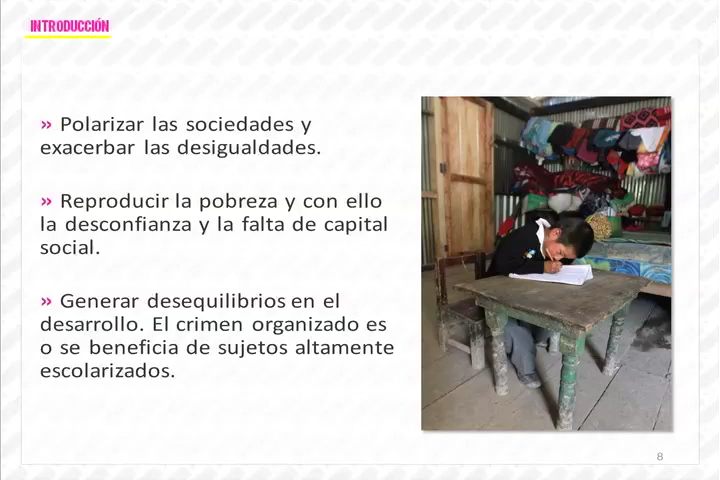 INTRODUCCIÓN
» Polarizar las sociedades y
exacerbar las desigualdades.
» Reproducir la pobreza y con ello
la desconfianza y la falta de capital
social.
» Generar desequilibrios en el
desarrollo. El crimen organizado es
o se beneficia de sujetos altamente
escolarizados.
8